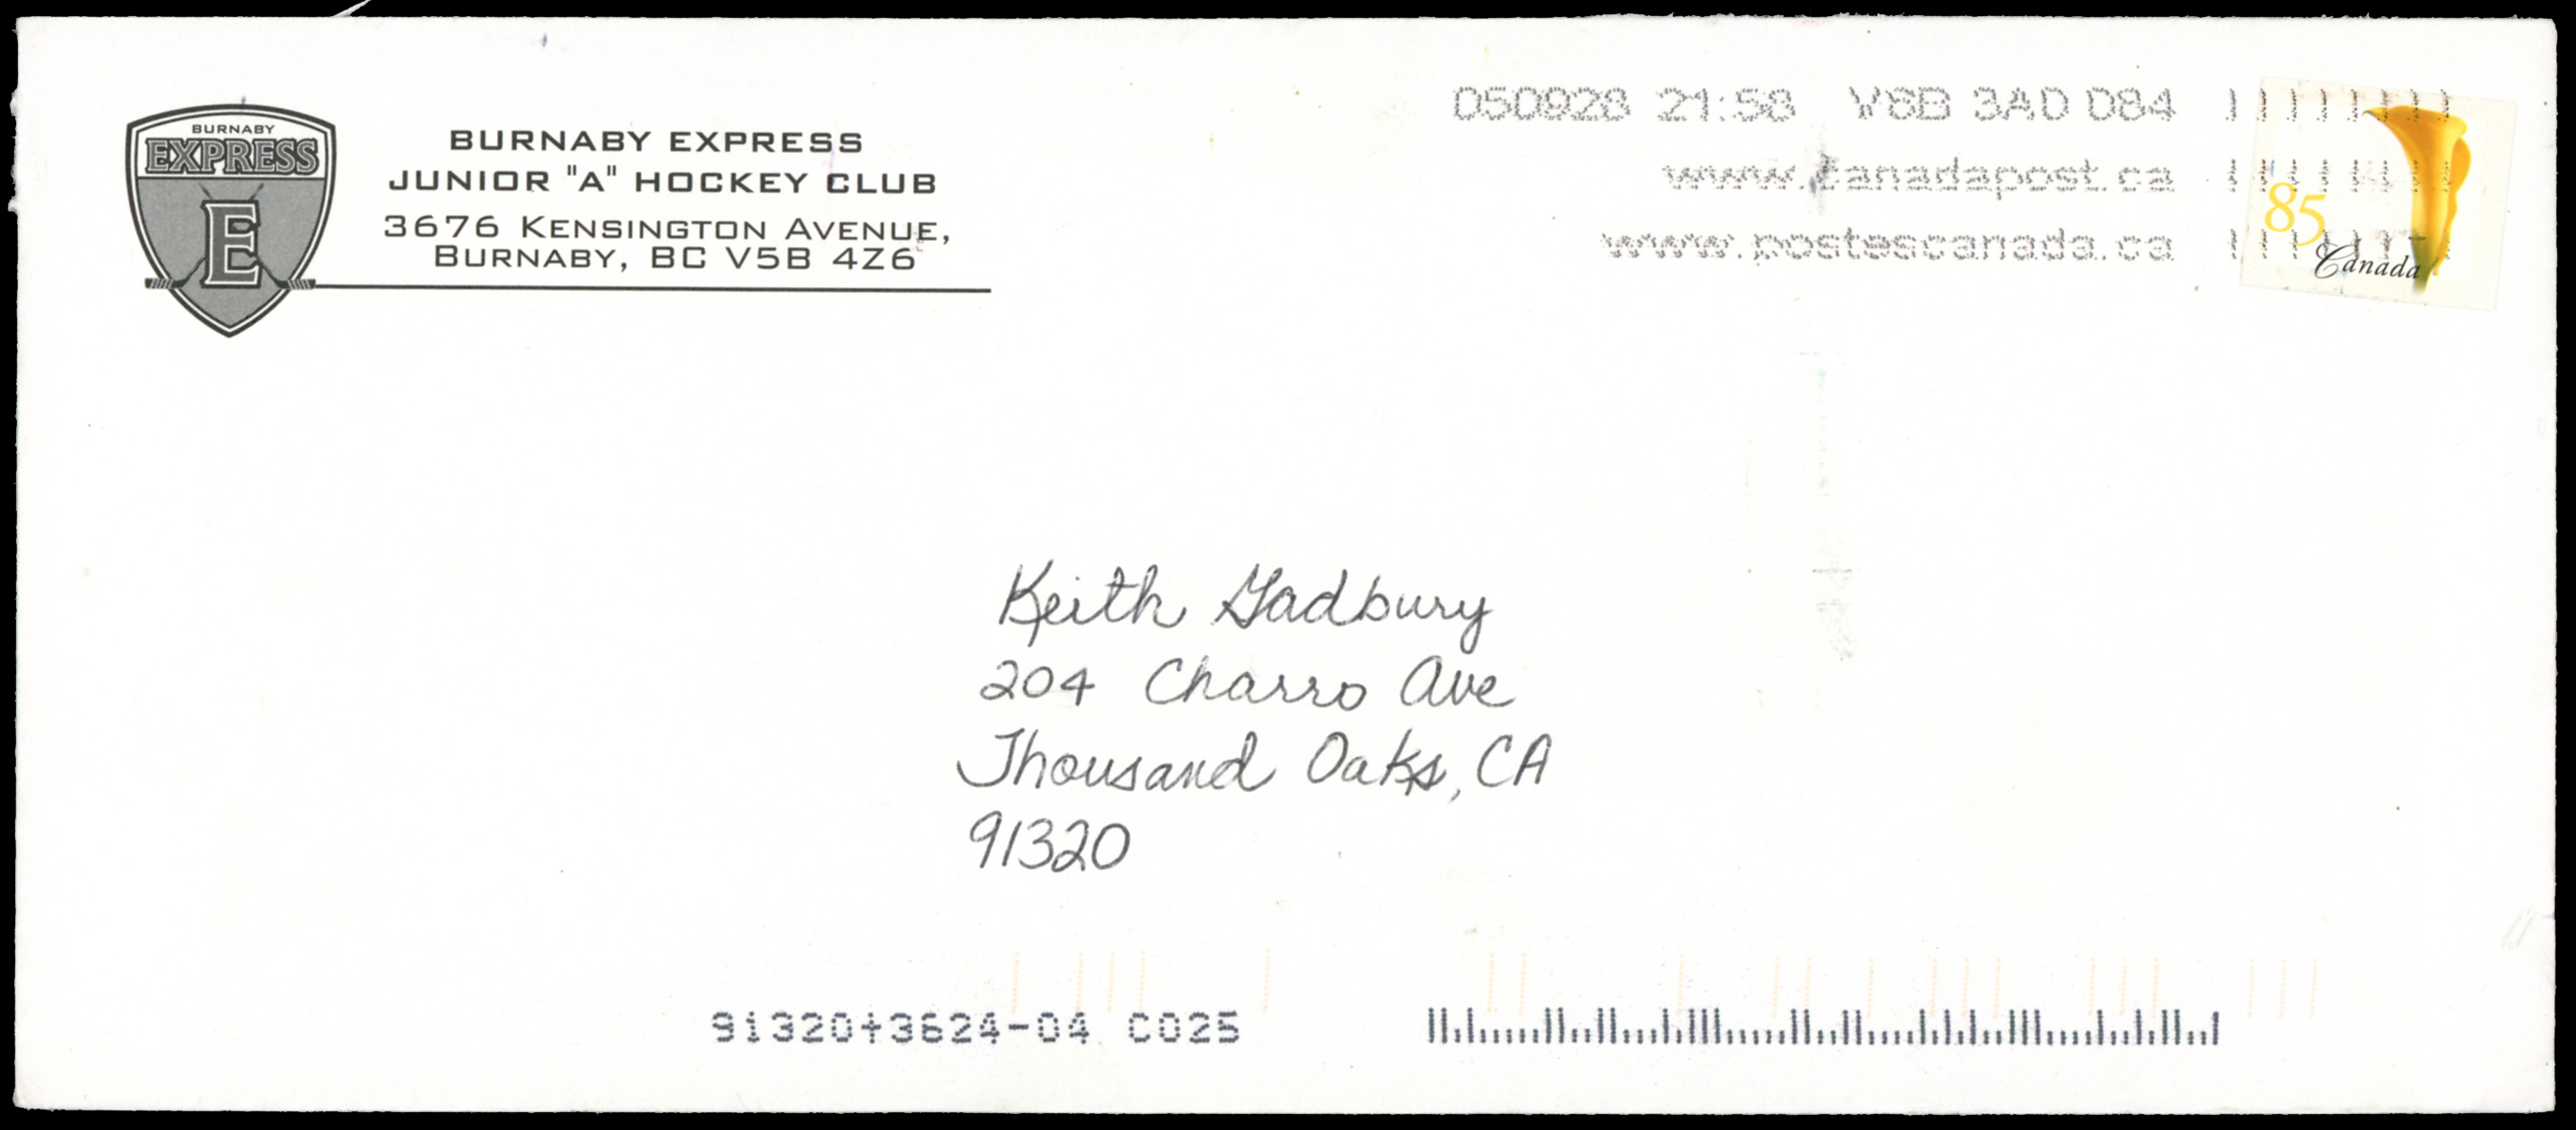 BURNABY
EXPRESS
E
BURNABY EXPRESS
JUNIOR "A" HOCKEY CLUB
3676 KENSINGTON AVENUE,
BURNABY, BC V5B 4Z6
050928 21:58 V6B 3A0 D84
www.canadapost.ca
www.postescanada.ca
85
Canada
Keith Gadbury
204 Charro Ave
Thousand Oaks, CA
91320
91320+3624-04 C025